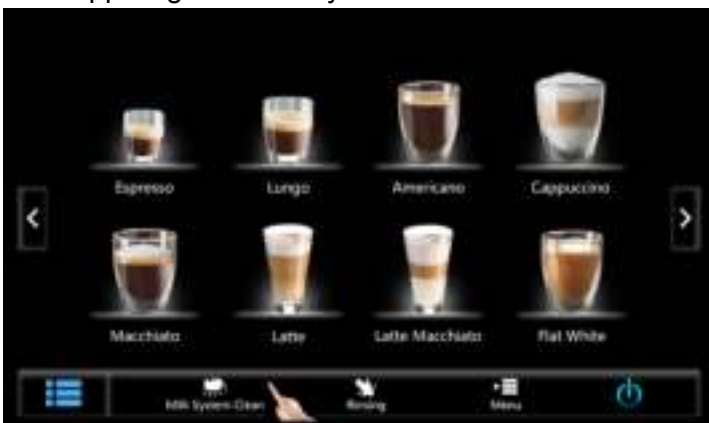 Espresso Lungo Americano Cappuccino
Macchiato Latte Latte Macchiato Flat White
Milk System Clean Rinsing Menu